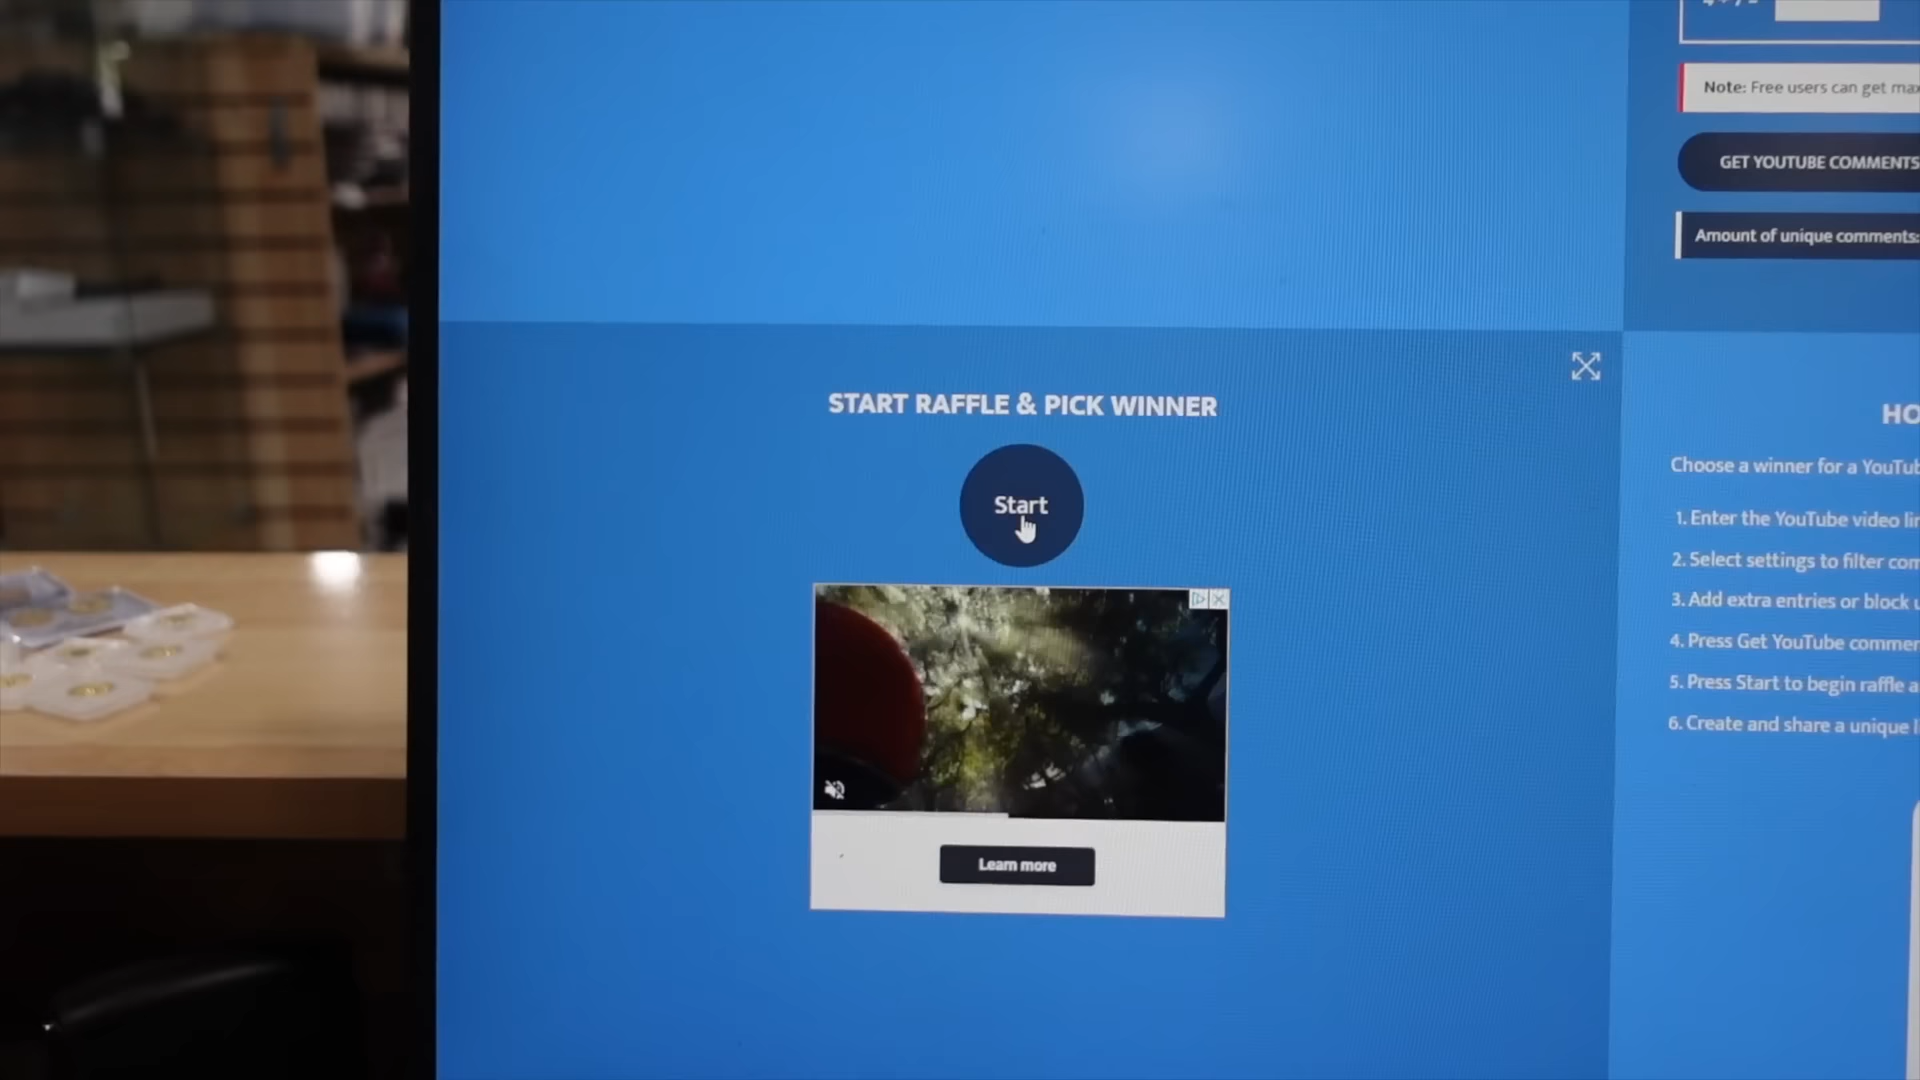 Note: Free users can get max
GET YOUTUBE COMMENTS
Amount of unique comments:
START RAFFLE & PICK WINNER
Start
Learn more
HO
Choose a winner for a YouTub
1. Enter the YouTube video lin
2. Select settings to filter com
3. Add extra entries or block u
4. Press Get YouTube commen
5. Press Start to begin raffle a
6. Create and share a unique l